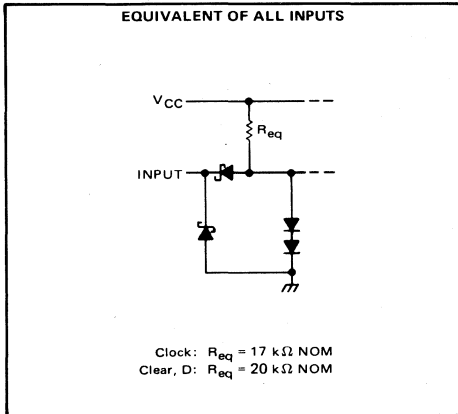 EQUIVALENT OF ALL INPUTS
VCC
Req
INPUT
Clock: Req = 17 kΩ NOM
Clear, D: Req = 20 kΩ NOM